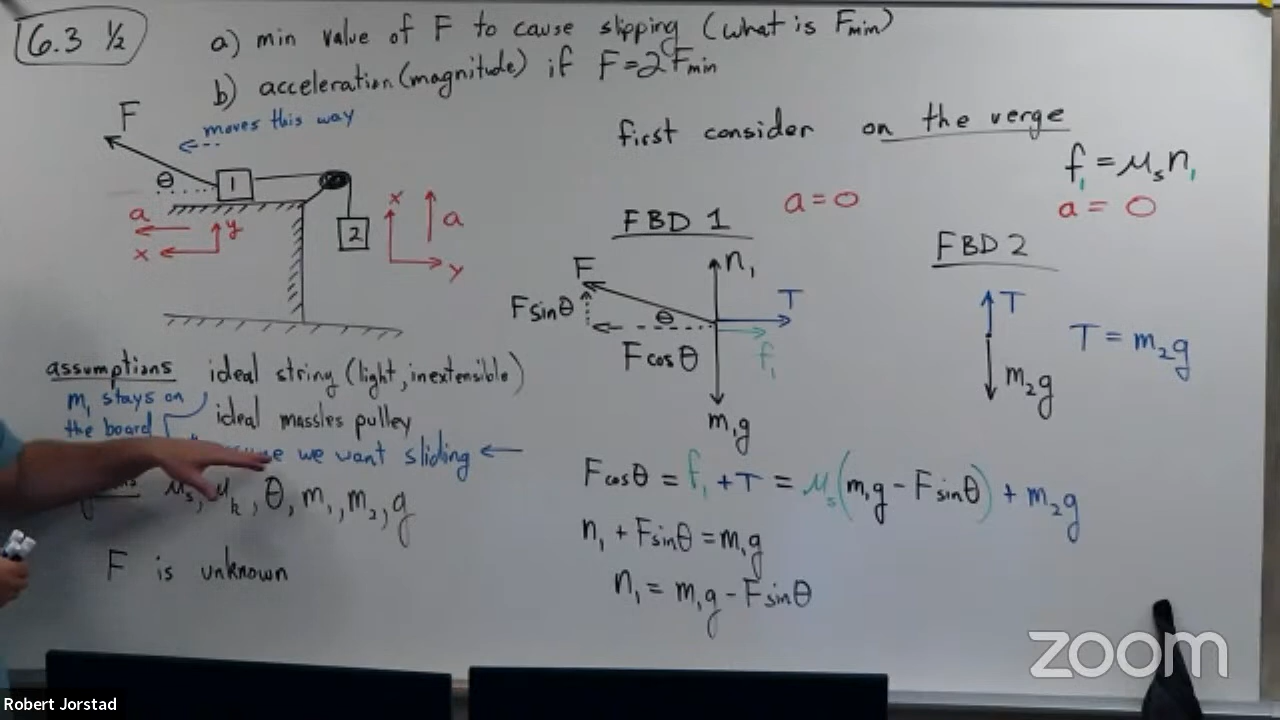 6.3 ½
a) min value of F to cause slipping (what is Fmin)
b) acceleration (magnitude) if F=2Fmin
F
moves this way
θ
1
2
a
x
y
x
a
y
first consider on the verge
f₁ = μₛn₁
a = 0
a = 0
FBD 1
FBD 2
F
n₁
T
Fsinθ
θ
Fcosθ
f₁
m₁g
T
m₂g
T = m₂g
assumptions ideal string (light, inextensible)
m₁ stays on
the board
ideal massles pulley
we want sliding ←
μₛ, μₖ, θ, m₁, m₂, g
F is unknown
Fcosθ = f₁ + T = μₛ(m₁g - Fsinθ) + m₂g
n₁ + Fsinθ = m₁g
n₁ = m₁g - Fsinθ
zoom
Robert Jorstad